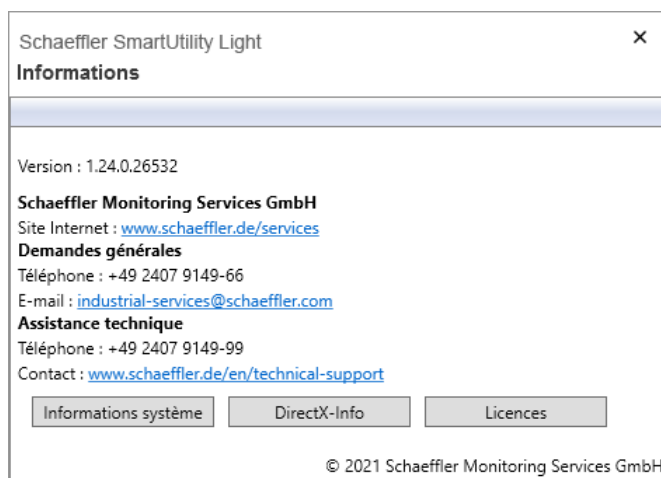 Schaeffler SmartUtility Light
Informations
Version : 1.24.0.26532
Schaeffler Monitoring Services GmbH
Site Internet : www.schaeffler.de/services
Demandes générales
Téléphone : +49 2407 9149-66
E-mail : industrial-services@schaeffler.com
Assistance technique
Téléphone : +49 2407 9149-99
Contact : www.schaeffler.de/en/technical-support
Informations système DirectX-Info Licences
© 2021 Schaeffler Monitoring Services GmbH